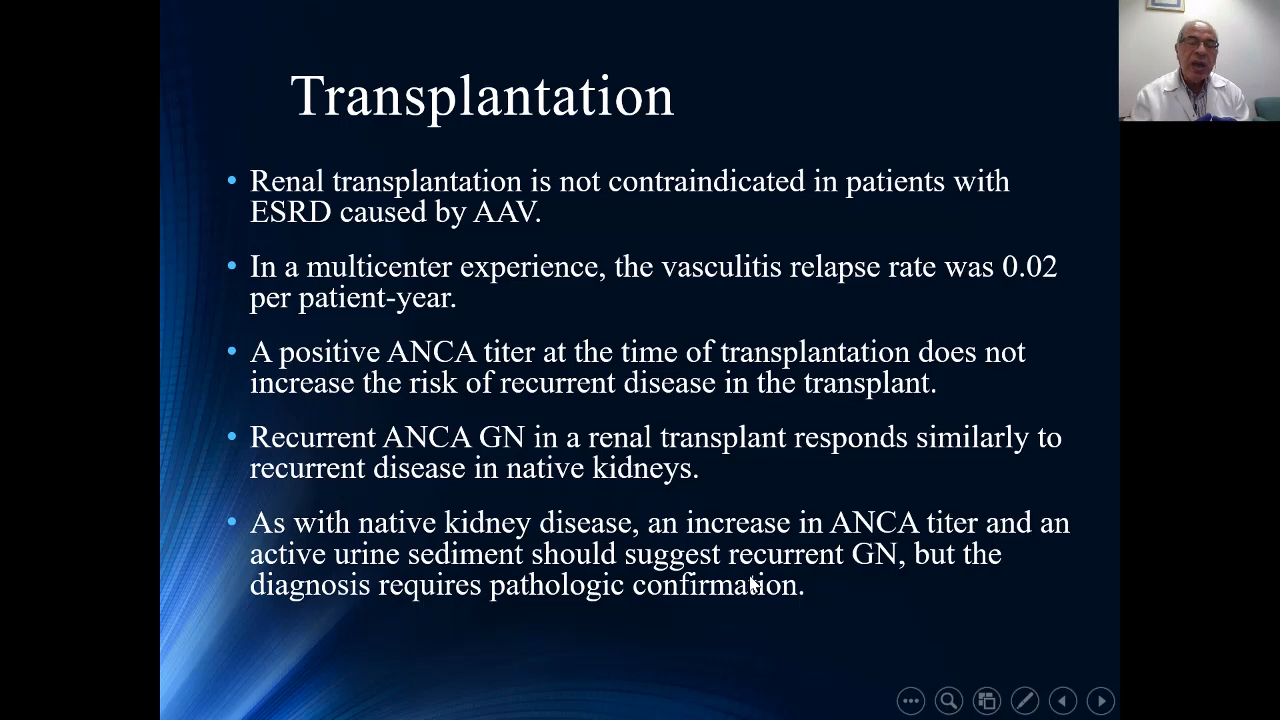 Transplantation
• Renal transplantation is not contraindicated in patients with
ESRD caused by AAV.
• In a multicenter experience, the vasculitis relapse rate was 0.02
per patient-year.
• A positive ANCA titer at the time of transplantation does not
increase the risk of recurrent disease in the transplant.
• Recurrent ANCA GN in a renal transplant responds similarly to
recurrent disease in native kidneys.
• As with native kidney disease, an increase in ANCA titer and an
active urine sediment should suggest recurrent GN, but the
diagnosis requires pathologic confirmation.